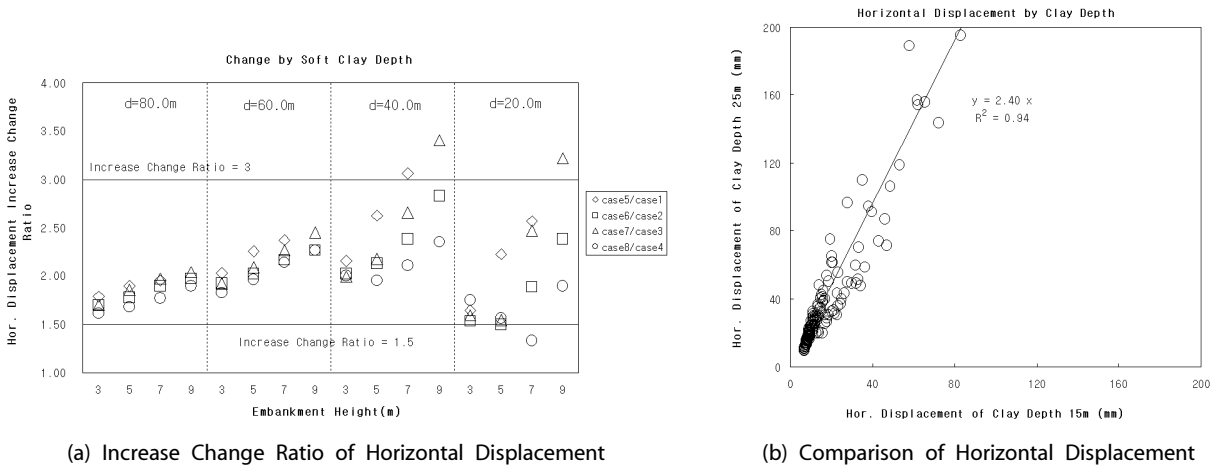 Change by Soft Clay Depth
Hor. Displacement Increase Change
Ratio
4.00
3.50
3.00
2.50
2.00
1.50
1.00
d=80.0m
d=60.0m
d=40.0m
d=20.0m
Increase Change Ratio = 3
Increase Change Ratio = 1.5
3 5 7 9 3 5 7 9 3 5 7 9 3 5 7 9
Embankment Height(m)
case5/case1
case6/case2
case7/case3
case8/case4
(a) Increase Change Ratio of Horizontal Displacement
Horizontal Displacement by Clay Depth
Hor. Displacement of Clay Depth 25m (mm)
200
160
120
80
40
0
y = 2.40 x
R2 = 0.94
0 40 80 120 160 200
Hor. Displacement of Clay Depth 15m (mm)
(b) Comparison of Horizontal Displacement